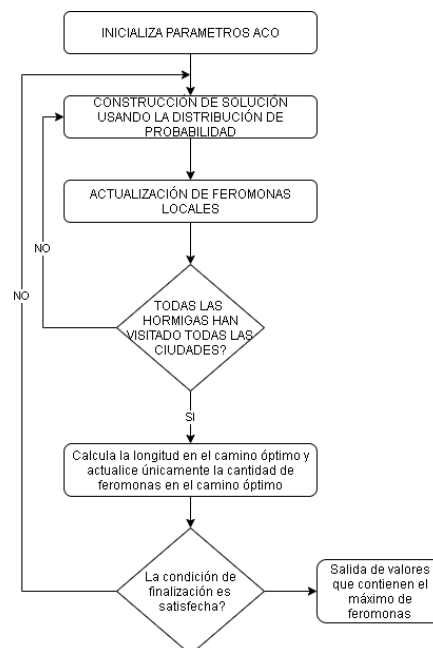 INICIALIZA PARAMETROS ACO
CONSTRUCCIÓN DE SOLUCIÓN
USANDO LA DISTRIBUCIÓN DE
PROBABILIDAD
ACTUALIZACIÓN DE FEROMONAS
LOCALES
NO
NO
TODAS LAS
HORMIGAS HAN
VISITADO TODAS LAS
CIUDADES?
SI
Calcula la longitud en el camino óptimo y
actualice únicamente la cantidad de
feromonas en el camino óptimo
La condición de
finalización es
satisfecha?
Salida de valores
que contienen el
máximo de
feromonas